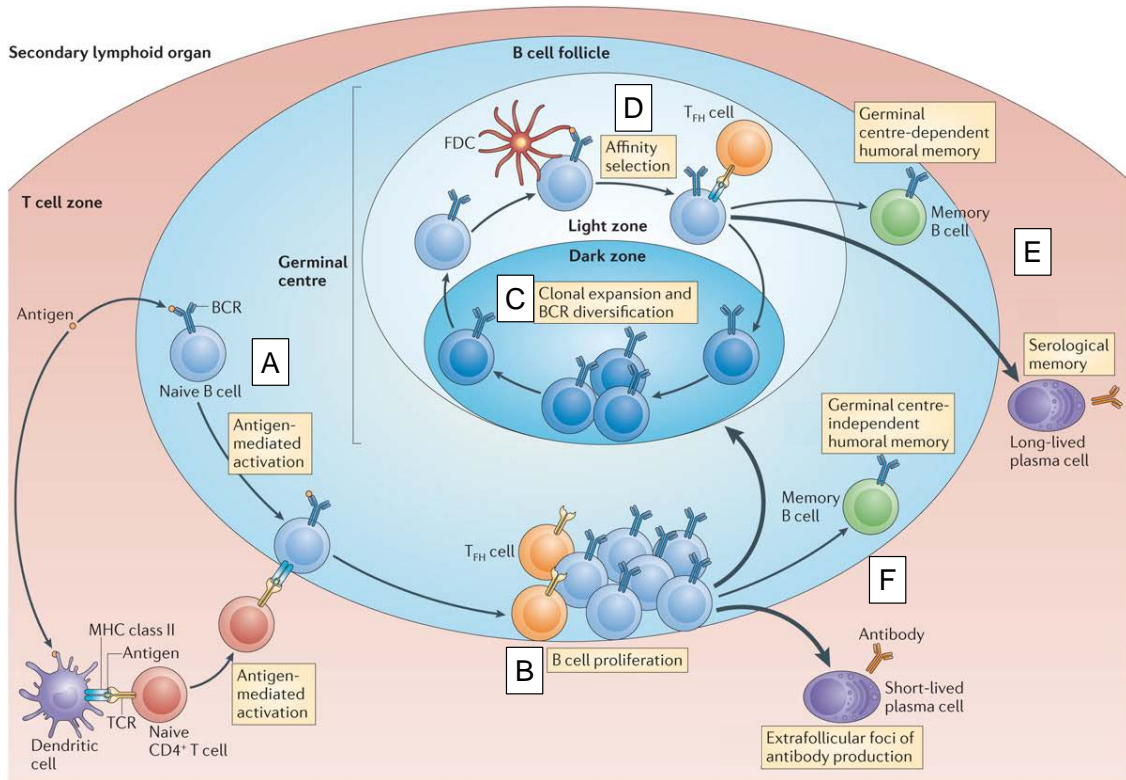 Secondary lymphoid organ
B cell follicle
D
T_FH cell
FDC
Affinity
selection
Germinal
centre-dependent
humoral memory
T cell zone
Memory
B cell
Light zone
E
Germinal
centre
Dark zone
C
Clonal expansion and
BCR diversification
Antigen
BCR
A
Naive B cell
Serological
memory
Long-lived
plasma cell
Germinal centre-
independent
humoral memory
Antigen-
mediated
activation
Memory
B cell
T_FH cell
F
MHC class II
Antigen
TCR
Antigen-
mediated
activation
B
B cell proliferation
Antibody
Short-lived
plasma cell
Dendritic
cell
Naive
CD4⁺ T cell
Extrafollicular foci of
antibody production